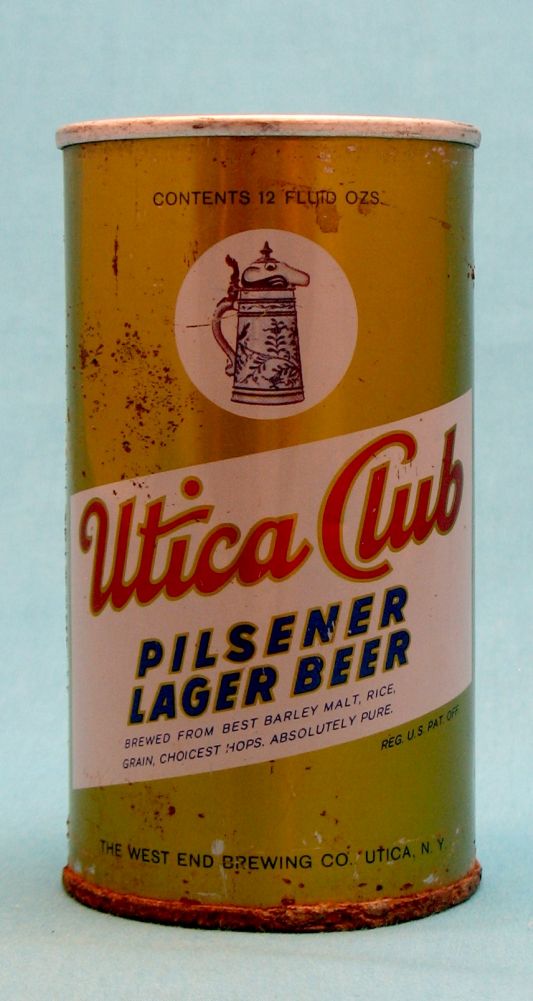 CONTENTS 12 FLUID OZS.
Utica Club
PILSENER
LAGER BEER
BREWED FROM BEST BARLEY MALT, RICE,
GRAIN, CHOICEST HOPS. ABSOLUTELY PURE.
REG. U.S. PAT. OFF.
THE WEST END BREWING CO. UTICA, N.Y.